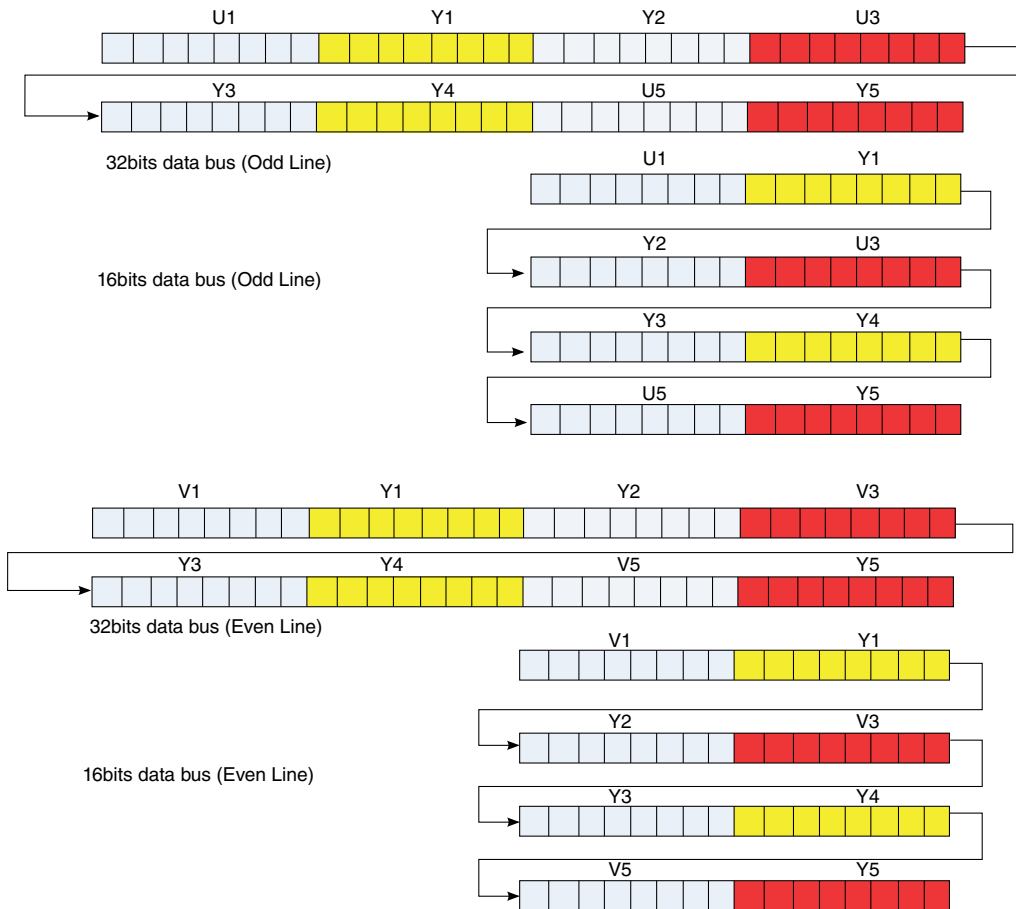 U1 Y1 Y2 U3
Y3 Y4 U5 Y5
32bits data bus (Odd Line)
U1 Y1
16bits data bus (Odd Line)
Y2 U3
Y3 Y4
U5 Y5
V1 Y1 Y2 V3
Y3 Y4 V5 Y5
32bits data bus (Even Line)
V1 Y1
Y2 V3
16bits data bus (Even Line)
Y3 Y4
V5 Y5